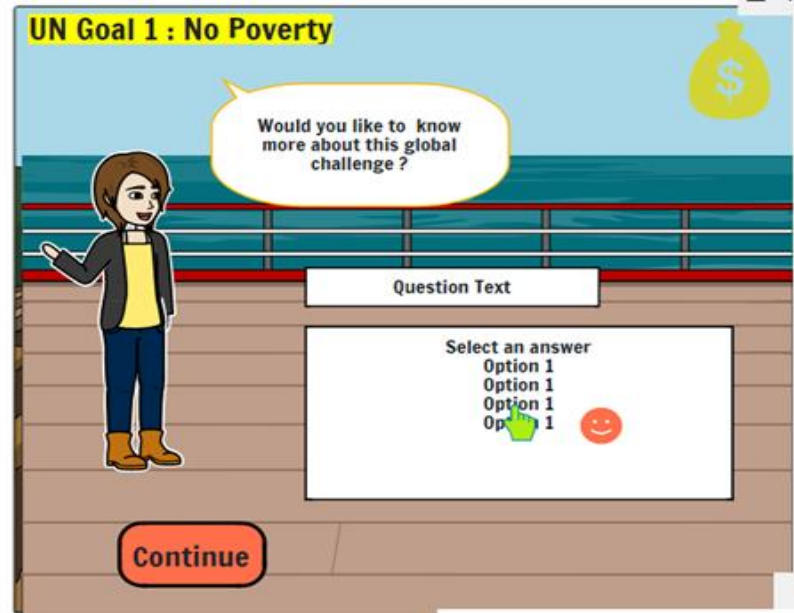 UN Goal 1 : No Poverty
$
Would you like to know
more about this global
challenge ?
Question Text
Select an answer
Option 1
Option 1
Option 1
Option 1
Continue